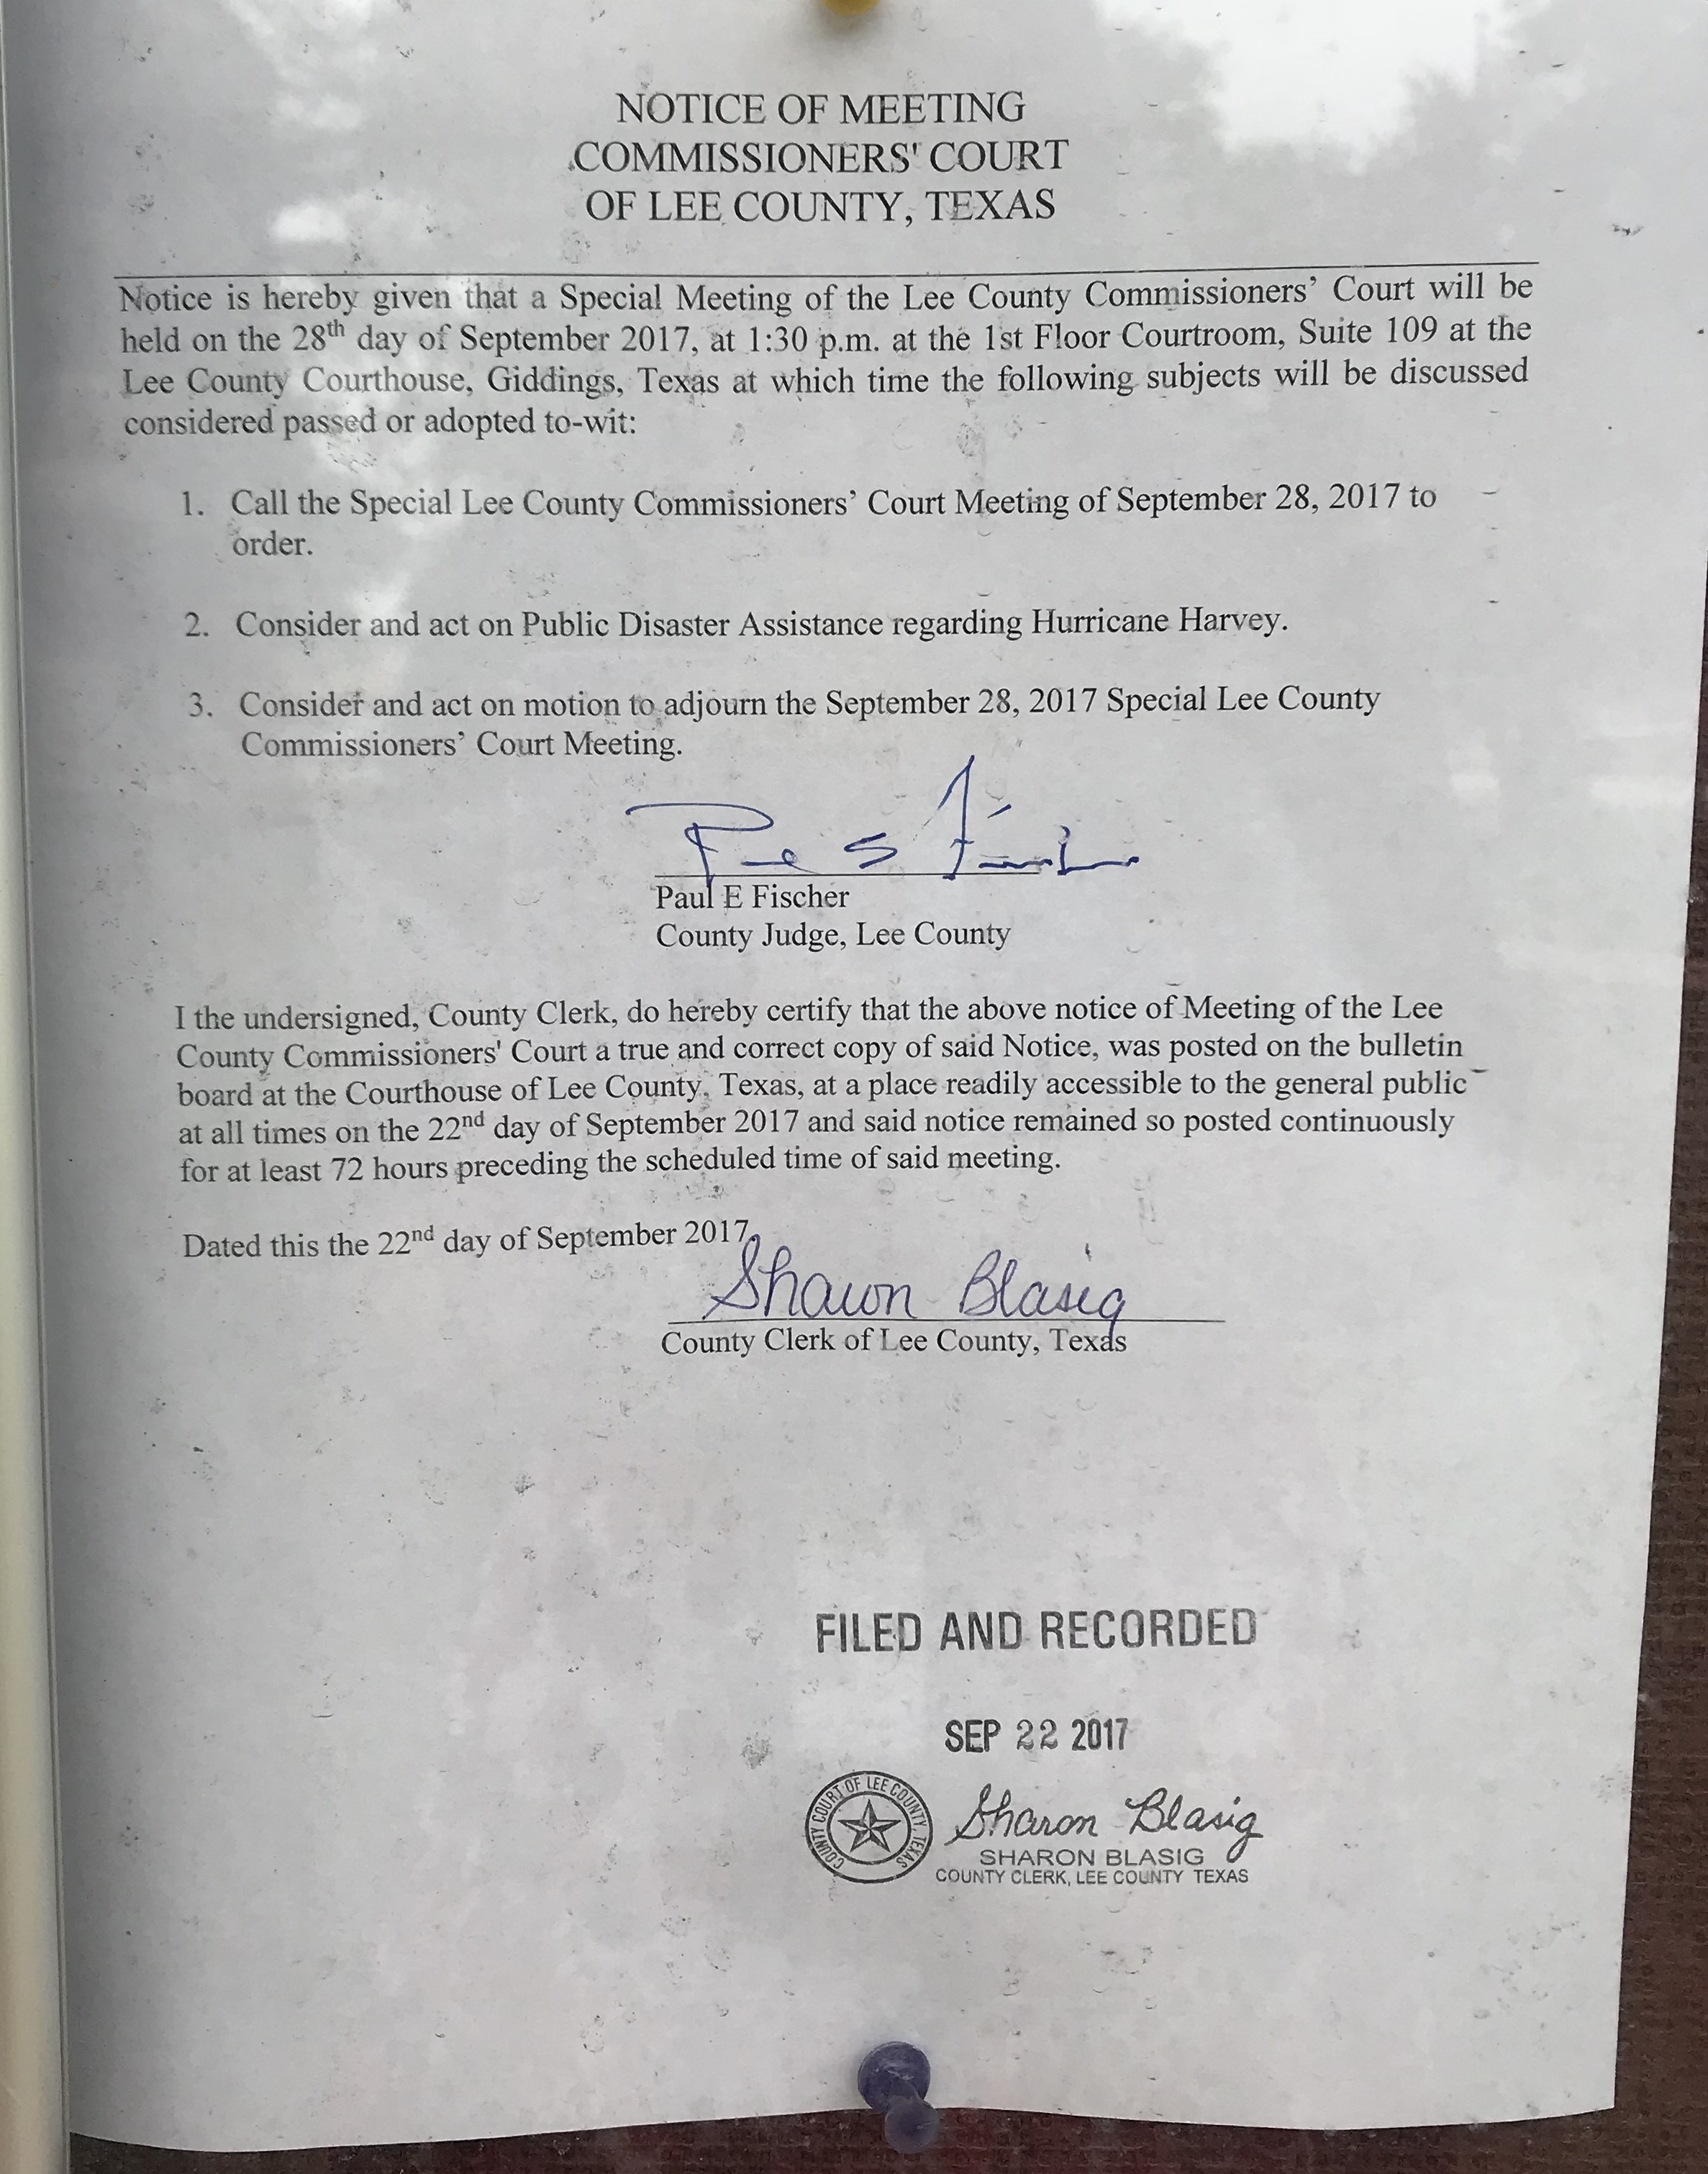 NOTICE OF MEETING
COMMISSIONERS' COURT
OF LEE COUNTY, TEXAS
Notice is hereby given that a Special Meeting of the Lee County Commissioners’ Court will be
held on the 28th day of September 2017, at 1:30 p.m. at the 1st Floor Courtroom, Suite 109 at the
Lee County Courthouse, Giddings, Texas at which time the following subjects will be discussed
considered passed or adopted to-wit:
1. Call the Special Lee County Commissioners’ Court Meeting of September 28, 2017 to
order.
2. Consider and act on Public Disaster Assistance regarding Hurricane Harvey.
3. Consider and act on motion to adjourn the September 28, 2017 Special Lee County
Commissioners’ Court Meeting.
Paul E Fischer
County Judge, Lee County
I the undersigned, County Clerk, do hereby certify that the above notice of Meeting of the Lee
County Commissioners' Court a true and correct copy of said Notice, was posted on the bulletin
board at the Courthouse of Lee County, Texas, at a place readily accessible to the general public
at all times on the 22nd day of September 2017 and said notice remained so posted continuously
for at least 72 hours preceding the scheduled time of said meeting.
Dated this the 22nd day of September 2017.
Sharon Blasig
County Clerk of Lee County, Texas
FILED AND RECORDED
SEP 22 2017
COUNTY COURT OF LEE COUNTY, TEXAS
Sharon Blasig
SHARON BLASIG
COUNTY CLERK, LEE COUNTY TEXAS